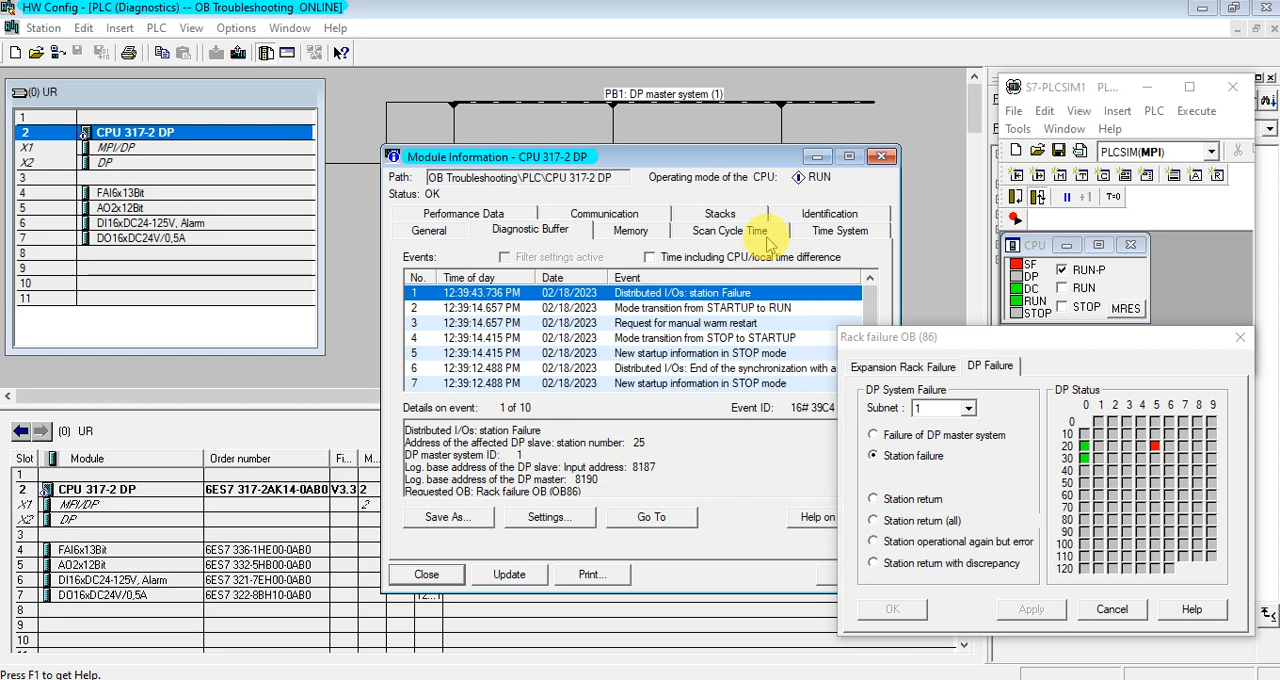 HW Config - [PLC (Diagnostics) -- OB Troubleshooting ONLINE]
Station Edit Insert PLC View Options Window Help
(0) UR
1
2 CPU 317-2 DP
X1 MPI/DP
X2 DP
3
4 FAI6x13Bit
5 AO2x12Bit
6 DI16xDC24-125V, Alarm
7 DO16xDC24V/0,5A
8
9
10
11
PB1: DP master system (1)
Module Information - CPU 317-2 DP
Path: OB Troubleshooting\PLC\CPU 317-2 DP Operating mode of the CPU: RUN
Status: OK
Performance Data Communication Stacks Identification
General Diagnostic Buffer Memory Scan Cycle Time Time System
Events: Filter settings active Time including CPU/local time difference
No. Time of day Date Event
1 12:39:43.736 PM 02/18/2023 Distributed I/Os: station Failure
2 12:39:14.657 PM 02/18/2023 Mode transition from STARTUP to RUN
3 12:39:14.657 PM 02/18/2023 Request for manual warm restart
4 12:39:14.415 PM 02/18/2023 Mode transition from STOP to STARTUP
5 12:39:14.415 PM 02/18/2023 New startup information in STOP mode
6 12:39:12.488 PM 02/18/2023 Distributed I/Os: End of the synchronization with a
7 12:39:12.488 PM 02/18/2023 New startup information in STOP mode
Details on event: 1 of 10 Event ID: 16# 39C4
Distributed I/Os: station Failure
Address of the affected DP slave: station number: 25
DP master system ID: 1
Log. base address of the DP slave: Input address: 8187
Log. base address of the DP master: 8190
Requested OB: Rack failure OB (OB86)
Save As... Settings... Go To Help on
Close Update Print...
S7-PLCSIM1 PL...
File Edit View Insert PLC Execute
Tools Window Help
PLCSIM(MPI)
+1 T=0
CPU
SF
DP
DC
RUN
STOP
RUN-P
RUN
STOP MRES
Rack failure OB (86)
Expansion Rack Failure DP Failure
DP System Failure
Subnet : 1
Failure of DP master system
Station failure
Station return
Station return (all)
Station operational again but error
Station return with discrepancy
DP Status
0 1 2 3 4 5 6 7 8 9
0
10
20
30
40
50
60
70
80
90
100
110
120
OK Apply Cancel Help
(0) UR
Slot Module Order number Fi... M...
1
2 CPU 317-2 DP 6ES7 317-2AK14-0AB0 V3.3 2
X1 MPI/DP 2
X2 DP
3
4 FAI6x13Bit 6ES7 336-1HE00-0AB0
5 AO2x12Bit 6ES7 332-5HB00-0AB0
6 DI16xDC24-125V, Alarm 6ES7 321-7EH00-0AB0
7 DO16xDC24V/0,5A 6ES7 322-8BH10-0AB0 12...1
8
9
10
Press F1 to get Help.